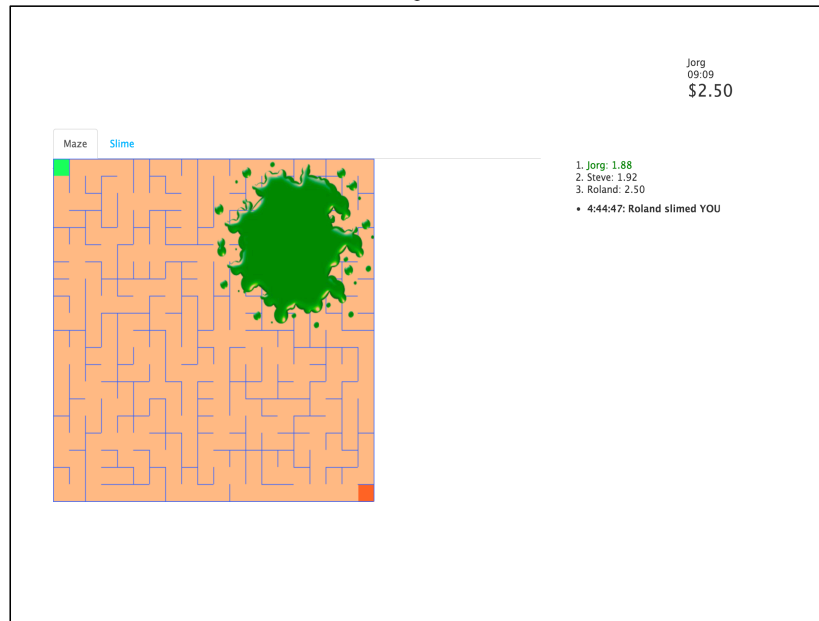 Jorg
09:09
$2.50
Maze
Slime
1. Jorg: 1.88
2. Steve: 1.92
3. Roland: 2.50
• 4:44:47: Roland slimed YOU